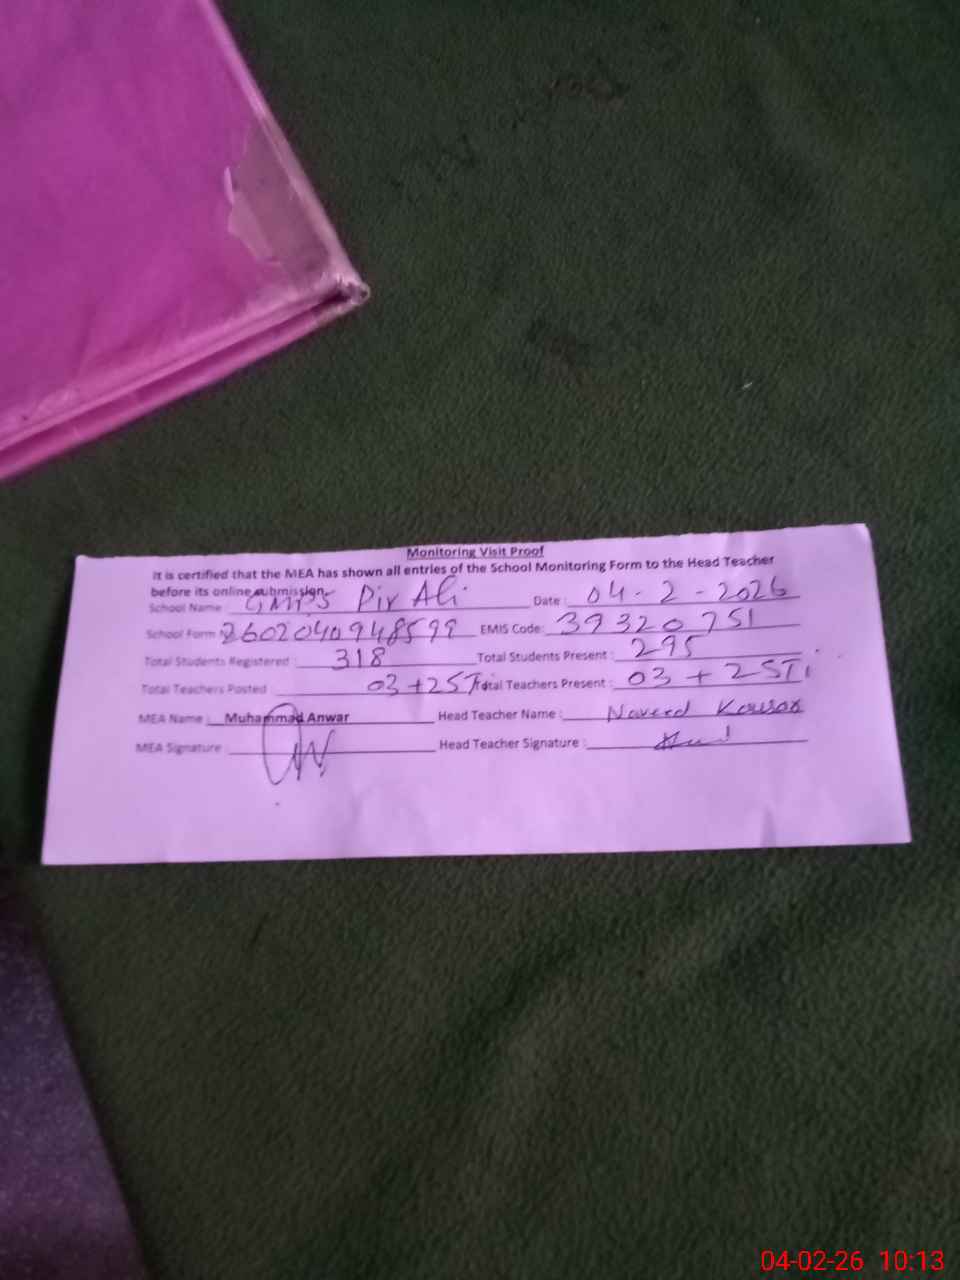 Monitoring Visit Proof
It is certified that the MEA has shown all entries of the School Monitoring Form to the Head Teacher
before its online submission.
School Name GMPS Pir Ali Date : 04-2-2026
School Form N 2602040948599 EMIS Code: 39320751
Total Students Registered : 318 Total Students Present : 295
Total Teachers Posted : 03+2STi Total Teachers Present : 03+2STi
MEA Name : Muhammad Anwar Head Teacher Name : Naveed Kousar
MEA Signature : Head Teacher Signature :
04-02-26 10:13